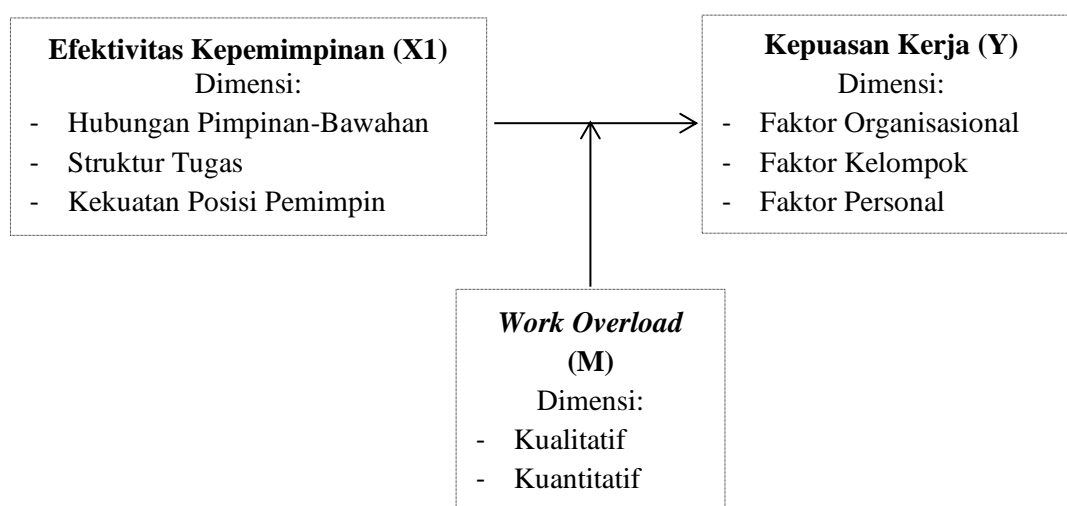 Efektivitas Kepemimpinan (X1)
Dimensi:
- Hubungan Pimpinan-Bawahan
- Struktur Tugas
- Kekuatan Posisi Pemimpin
Kepuasan Kerja (Y)
Dimensi:
- Faktor Organisasional
- Faktor Kelompok
- Faktor Personal
Work Overload
(M)
Dimensi:
- Kualitatif
- Kuantitatif